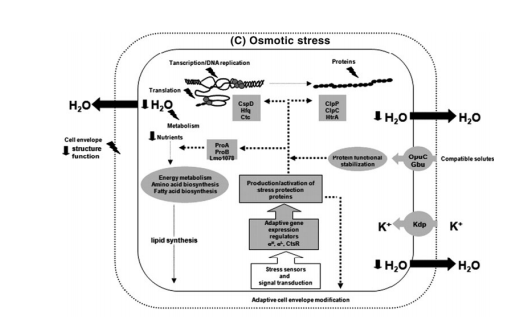 (C) Osmotic stress
Tancription/DNA replication
Proteins
Translation
H₂O
H₂O
CspD
Hfq
Ctc
ClpP
ClpC
HtrA
H₂O
H₂O
Metabolism
Nutrients
Cell envelope
structure
function)
ProA
ProB
Lmo1078
Protein functional
stabilization
OpuC
Gbu
Compatible solutes
Energy metabolism
Amino acid biosynthesis
Fatty acid biosynthesis
Production/activation of
stress protection
proteins
Adaptive gene
expression
regulators
CtsR
K⁺
Kdp
K⁺
lipid synthesis
H₂O
H₂O
Stress sensors
and
signal transduction
Adaptive cell envelope modification